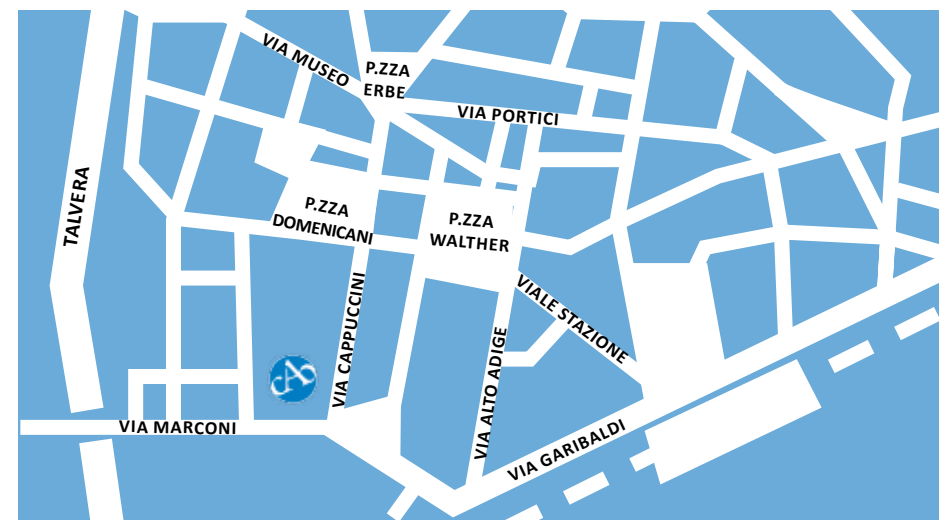 VIA MUSEO
P.ZZA
ERBE
VIA PORTICI
TALVERA
P.ZZA
DOMENICANI
P.ZZA
WALTHER
VIA CAPPUCCINI
VIALE STAZIONE
VIA ALTO ADIGE
VIA MARCONI
VIA GARIBALDI